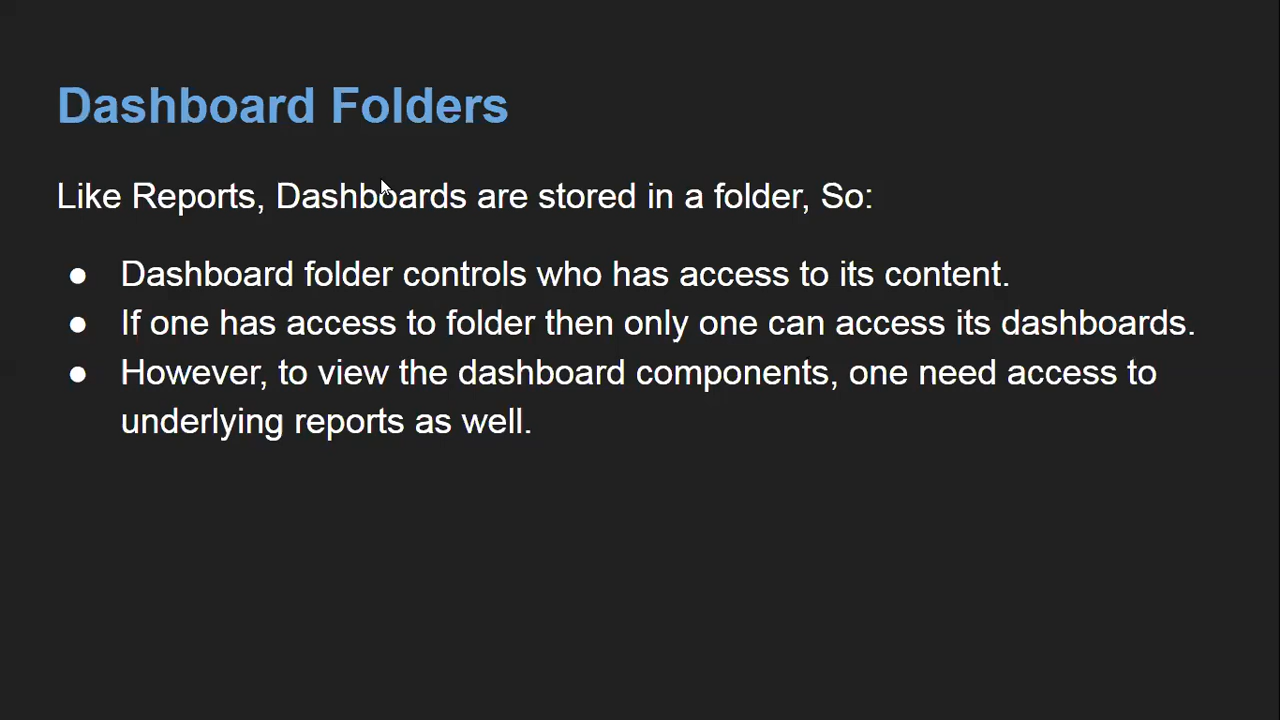 Dashboard Folders
Like Reports, Dashboards are stored in a folder, So:
● Dashboard folder controls who has access to its content.
● If one has access to folder then only one can access its dashboards.
● However, to view the dashboard components, one need access to
underlying reports as well.